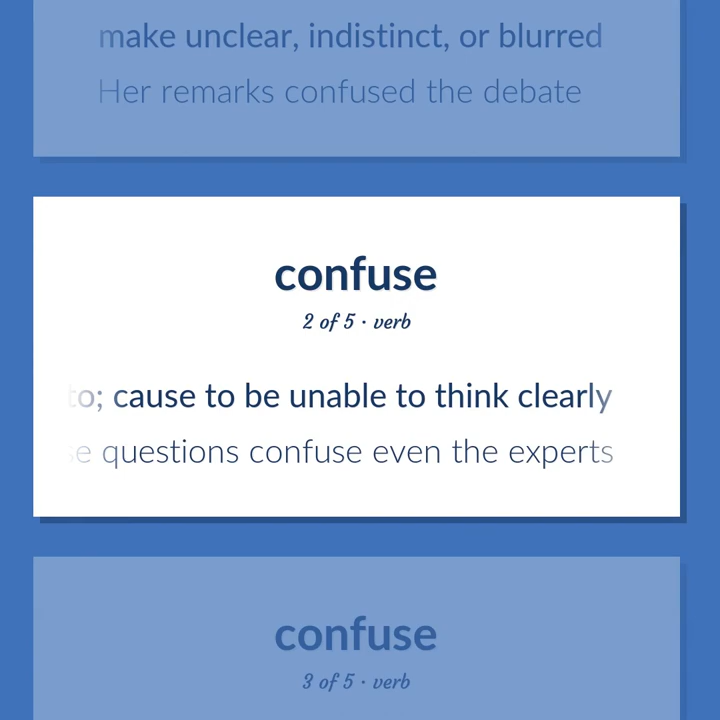 make unclear, indistinct, or blurred
Her remarks confused the debate
confuse
2 of 5 · verb
to; cause to be unable to think clearly
questions confuse even the experts
confuse
3 of 5 · verb